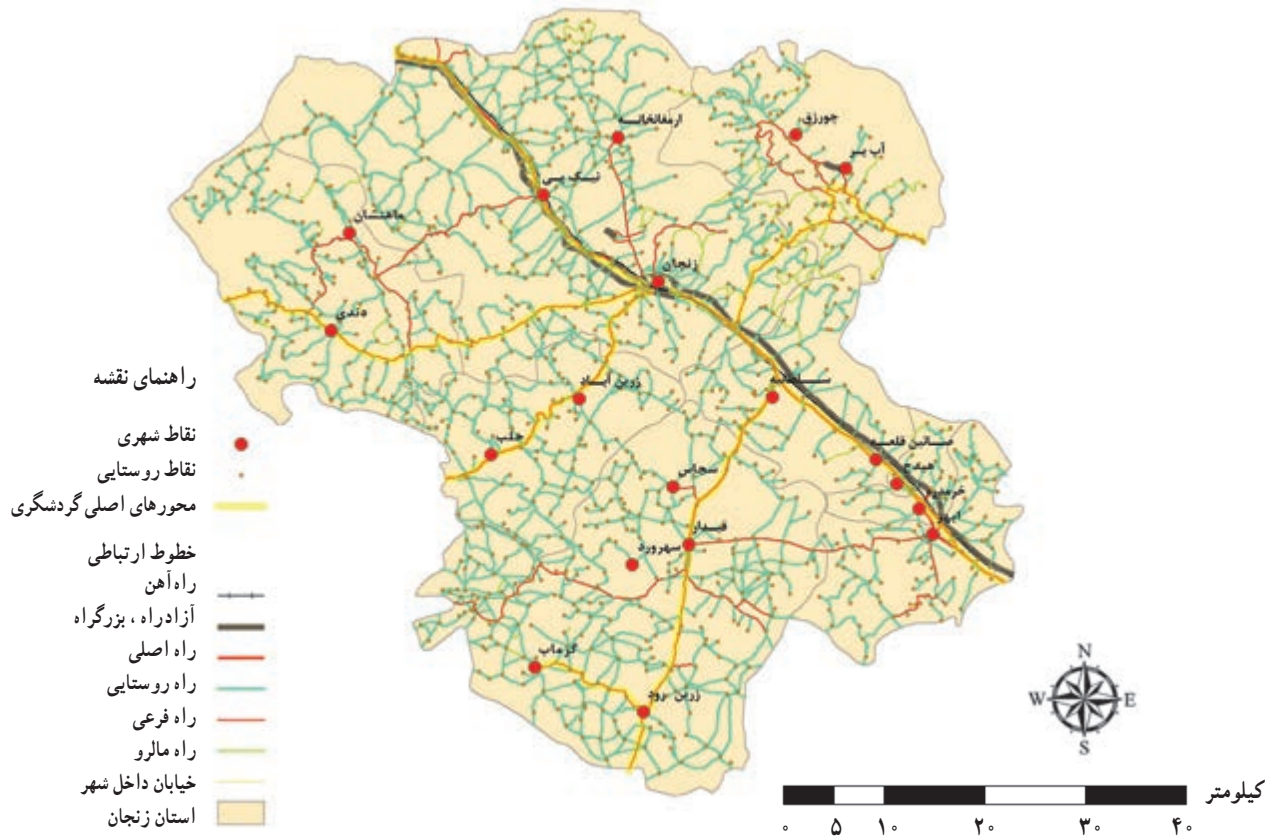 چورزق
ارمغانخانه
آب بر
نیک پی
ماهنشان
زنجان
دندی
زرین آباد
سلطانیه
حلب
صائین قلعه
هیدج
سجاس
خرمدره
ابهر
قیدار
سهرورد
گرماب
زرین رود
راهنمای نقشه
نقاط شهری
نقاط روستایی
محورهای اصلی گردشگری
خطوط ارتباطی
راه‌آهن
آزادراه ، بزرگراه
راه اصلی
راه روستایی
راه فرعی
راه مالرو
خیابان داخل شهر
استان زنجان
N
W E
S
کیلومتر
۰ ۵ ۱۰ ۲۰ ۳۰ ۴۰